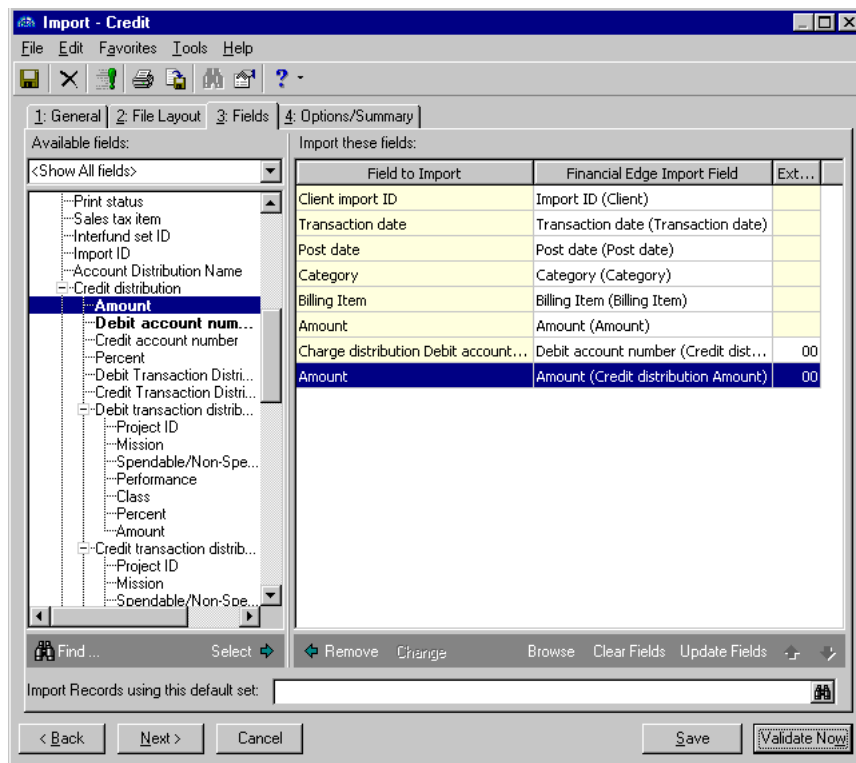 Import - Credit
File Edit Favorites Tools Help
1: General 2: File Layout 3: Fields 4: Options/Summary
Available fields:
Import these fields:
<Show All fields>
Print status
Sales tax item
Interfund set ID
Import ID
Account Distribution Name
Credit distribution
Amount
Debit account num...
Credit account number
Percent
Debit Transaction Distri...
Credit Transaction Distri...
Debit transaction distrib...
Project ID
Mission
Spendable/Non-Spe...
Performance
Class
Percent
Amount
Credit transaction distrib...
Project ID
Mission
Spendable/Non-Spe...
Field to Import Financial Edge Import Field Ext...
Client import ID Import ID (Client)
Transaction date Transaction date (Transaction date)
Post date Post date (Post date)
Category Category (Category)
Billing Item Billing Item (Billing Item)
Amount Amount (Amount)
Charge distribution Debit account... Debit account number (Credit dist... 00
Amount Amount (Credit distribution Amount) 00
Find ... Select Remove Change Browse Clear Fields Update Fields
Import Records using this default set:
< Back Next > Cancel Save Validate Now